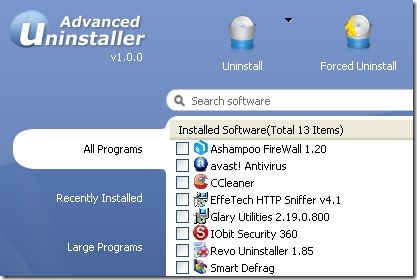 Advanced
Uninstaller
v1.0.0
Uninstall
Forced Uninstall
Search software
Installed Software(Total 13 Items)
All Programs
Ashampoo FireWall 1.20
avast! Antivirus
CCleaner
Recently Installed
EffeTech HTTP Sniffer v4.1
Glary Utilities 2.19.0.800
IObit Security 360
Large Programs
Revo Uninstaller 1.85
Smart Defrag